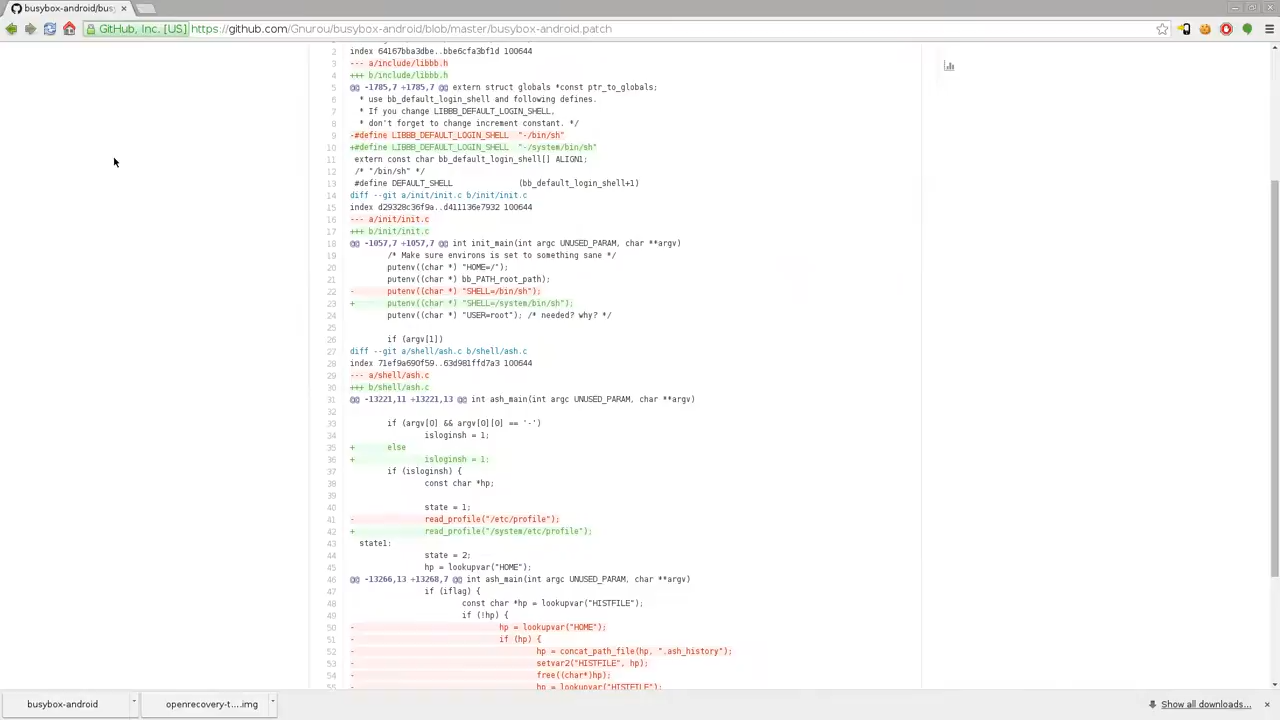 busybox-android/bus
GitHub, Inc. [US] https://github.com/Gnurou/busybox-android/blob/master/busybox-android.patch
2 index 64167bba3dbe..bbe6cfa3bf1d 100644
3 --- a/include/libbb.h
4 +++ b/include/libbb.h
5 @@ -1785,7 +1785,7 @@ extern struct globals *const ptr_to_globals;
6 * use bb_default_login_shell and following defines.
7 * If you change LIBBB_DEFAULT_LOGIN_SHELL,
8 * don't forget to change increment constant. */
9 -#define LIBBB_DEFAULT_LOGIN_SHELL "-/bin/sh"
10 +#define LIBBB_DEFAULT_LOGIN_SHELL "-/system/bin/sh"
11 extern const char bb_default_login_shell[] ALIGN1;
12 /* "/bin/sh" */
13 #define DEFAULT_SHELL (bb_default_login_shell+1)
14 diff --git a/init/init.c b/init/init.c
15 index d29328c36f9a..d411136e7932 100644
16 --- a/init/init.c
17 +++ b/init/init.c
18 @@ -1057,7 +1057,7 @@ int init_main(int argc UNUSED_PARAM, char **argv)
19 /* Make sure environs is set to something sane */
20 putenv((char *) "HOME=/");
21 putenv((char *) bb_PATH_root_path);
22 - putenv((char *) "SHELL=/bin/sh");
23 + putenv((char *) "SHELL=/system/bin/sh");
24 putenv((char *) "USER=root"); /* needed? why? */
25
26 if (argv[1])
27 diff --git a/shell/ash.c b/shell/ash.c
28 index 71ef9a690f59..63d981ffd7a3 100644
29 --- a/shell/ash.c
30 +++ b/shell/ash.c
31 @@ -13221,11 +13221,13 @@ int ash_main(int argc UNUSED_PARAM, char **argv)
32
33 if (argv[0] && argv[0][0] == '-')
34 isloginsh = 1;
35 + else
36 + isloginsh = 1;
37 if (isloginsh) {
38 const char *hp;
39
40 state = 1;
41 - read_profile("/etc/profile");
42 + read_profile("/system/etc/profile");
43 state1:
44 state = 2;
45 hp = lookupvar("HOME");
46 @@ -13266,13 +13268,7 @@ int ash_main(int argc UNUSED_PARAM, char **argv)
47 if (iflag) {
48 const char *hp = lookupvar("HISTFILE");
49 if (!hp) {
50 - hp = lookupvar("HOME");
51 - if (hp) {
52 - hp = concat_path_file(hp, ".ash_history");
53 - setvar2("HISTFILE", hp);
54 - free((char*)hp);
55 - hp = lookupvar("HISTFILE");
busybox-android
openrecovery-t....img
Show all downloads...